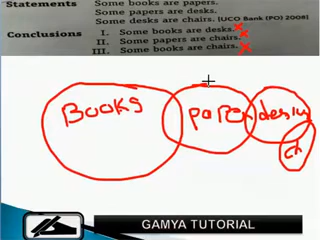 Statements Some books are papers.
Some papers are desks.
Some desks are chairs. (UCO Bank (PO) 2008)
Conclusions I. Some books are desks.
II. Some papers are chairs.
III. Some books are chairs.
Books paper desks
ch
GAMYA TUTORIAL